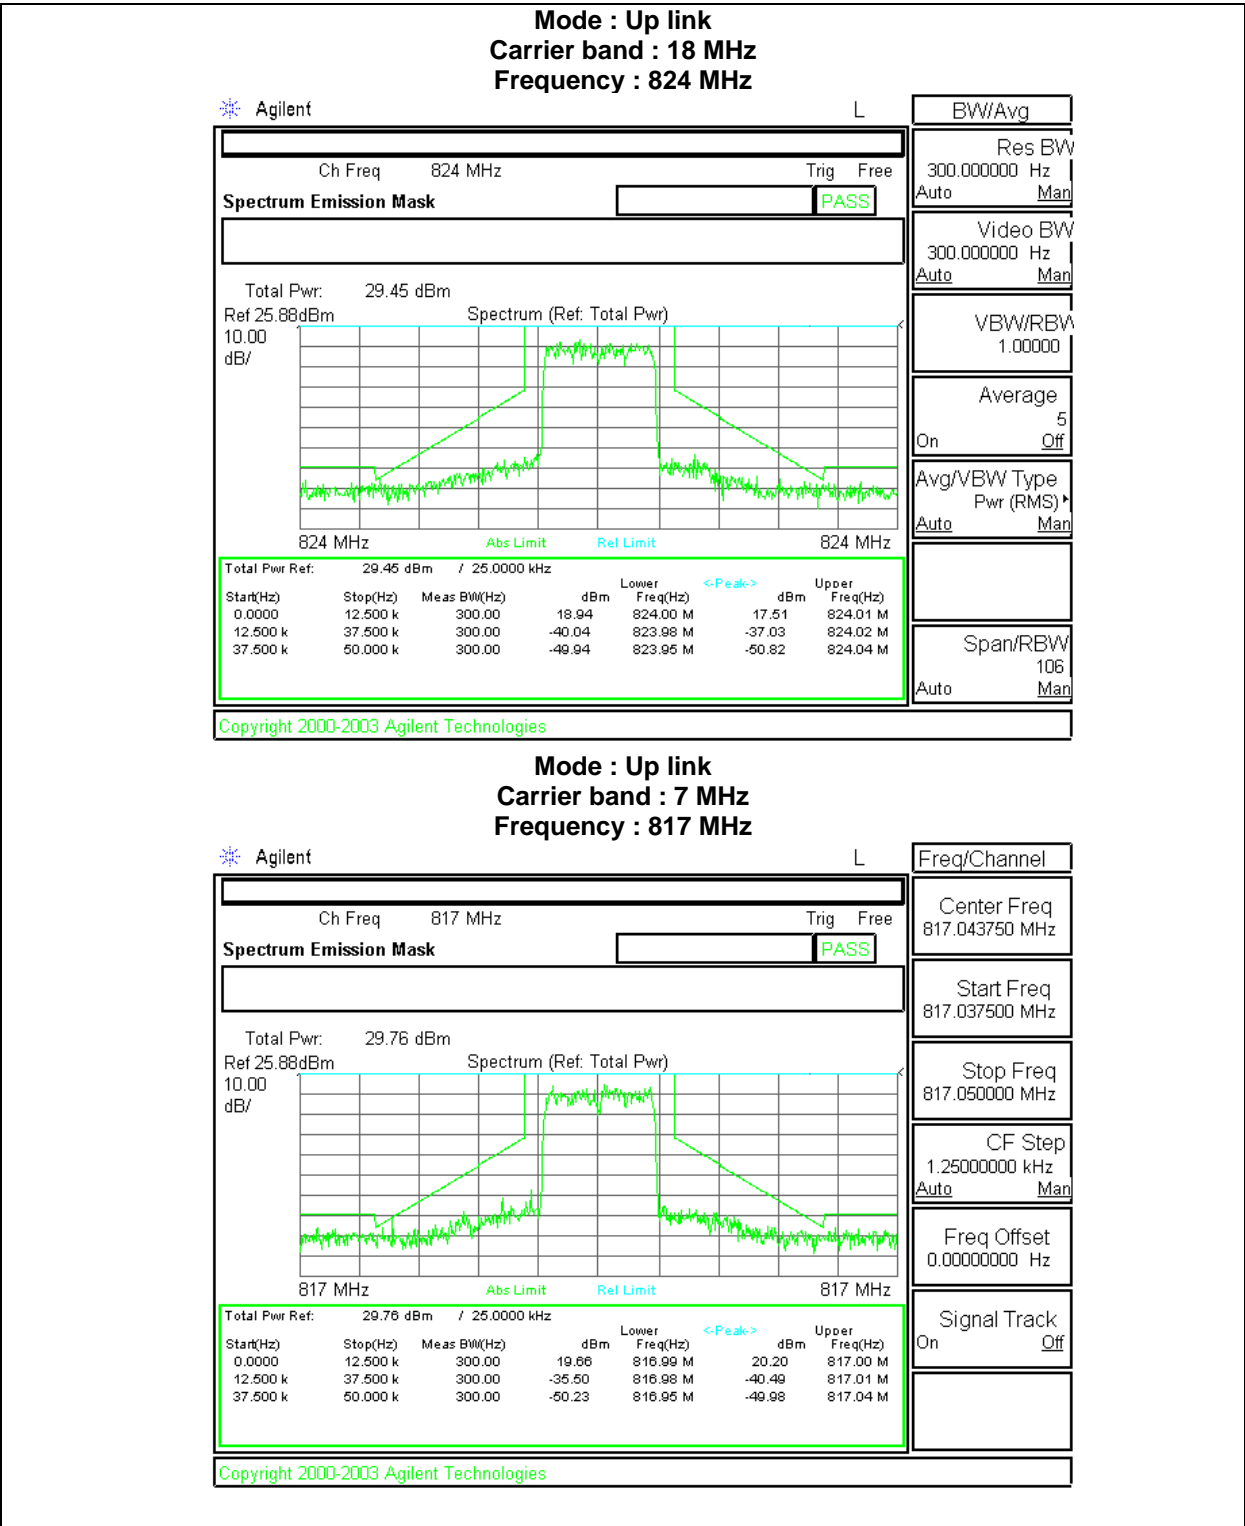 Mode : Up link
Carrier band : 18 MHz
Frequency : 824 MHz
Agilent L BW/Avg
Ch Freq 824 MHz Trig Free
Spectrum Emission Mask PASS
Total Pwr: 29.45 dBm
Ref 25.88dBm Spectrum (Ref: Total Pwr)
10.00
dB/
824 MHz Abs Limit Rel Limit 824 MHz
Total Pwr Ref: 29.45 dBm / 25.0000 kHz
Lower <-Peak-> Upper
Start(Hz) Stop(Hz) Meas BW(Hz) dBm Freq(Hz) dBm Freq(Hz)
0.0000 12.500 k 300.00 18.94 824.00 M 17.51 824.01 M
12.500 k 37.500 k 300.00 -40.04 823.98 M -37.03 824.02 M
37.500 k 50.000 k 300.00 -49.94 823.95 M -50.82 824.04 M
Res BW
300.000000 Hz
Auto Man
Video BW
300.000000 Hz
Auto Man
VBW/RBW
1.00000
Average
5
On Off
Avg/VBW Type
Pwr (RMS)
Auto Man
Span/RBW
106
Auto Man
Copyright 2000-2003 Agilent Technologies
Mode : Up link
Carrier band : 7 MHz
Frequency : 817 MHz
Agilent L Freq/Channel
Ch Freq 817 MHz Trig Free
Spectrum Emission Mask PASS
Total Pwr: 29.76 dBm
Ref 25.88dBm Spectrum (Ref: Total Pwr)
10.00
dB/
817 MHz Abs Limit Rel Limit 817 MHz
Total Pwr Ref: 29.76 dBm / 25.0000 kHz
Lower <-Peak-> Upper
Start(Hz) Stop(Hz) Meas BW(Hz) dBm Freq(Hz) dBm Freq(Hz)
0.0000 12.500 k 300.00 19.66 816.99 M 20.20 817.00 M
12.500 k 37.500 k 300.00 -35.50 816.98 M -40.49 817.01 M
37.500 k 50.000 k 300.00 -50.23 816.95 M -49.98 817.04 M
Center Freq
817.043750 MHz
Start Freq
817.037500 MHz
Stop Freq
817.050000 MHz
CF Step
1.25000000 kHz
Auto Man
Freq Offset
0.00000000 Hz
Signal Track
On Off
Copyright 2000-2003 Agilent Technologies